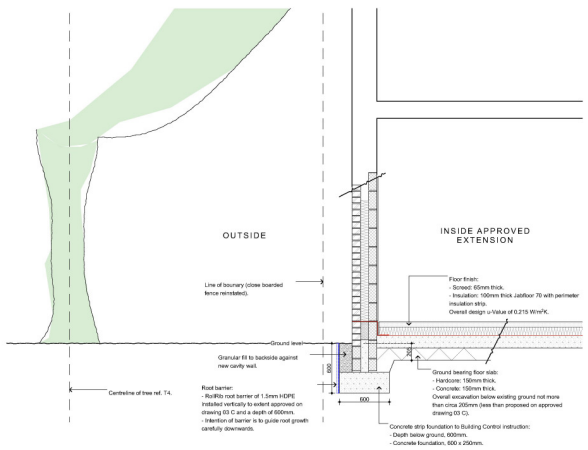 OUTSIDE
INSIDE APPROVED
EXTENSION
Line of bounary (close boarded
fence reinstated).
Floor finish:
- Screed: 65mm thick.
- Insulation: 100mm thick Jabfloor 70 with perimeter
insulation strip.
Overall design u-Value of 0.215 W/m²K.
Ground level
Granular fill to backside against
new cavity wall.
600
205
Ground bearing floor slab:
- Hardcore: 150mm thick.
- Concrete: 150mm thick.
Overall excavation below existing ground not more
than circa 205mm (less than proposed on approved
drawing 03 C).
Centreline of tree ref. T4.
Root barrier:
- RolRib root barrier of 1.5mm HDPE
installed vertically to extent approved on
drawing 03 C and a depth of 600mm.
- Intention of barrier is to guide root growth
carefully downwards.
600
Concrete strip foundation to Building Control instruction:
- Depth below ground, 600mm.
- Concrete foundation, 600 x 250mm.